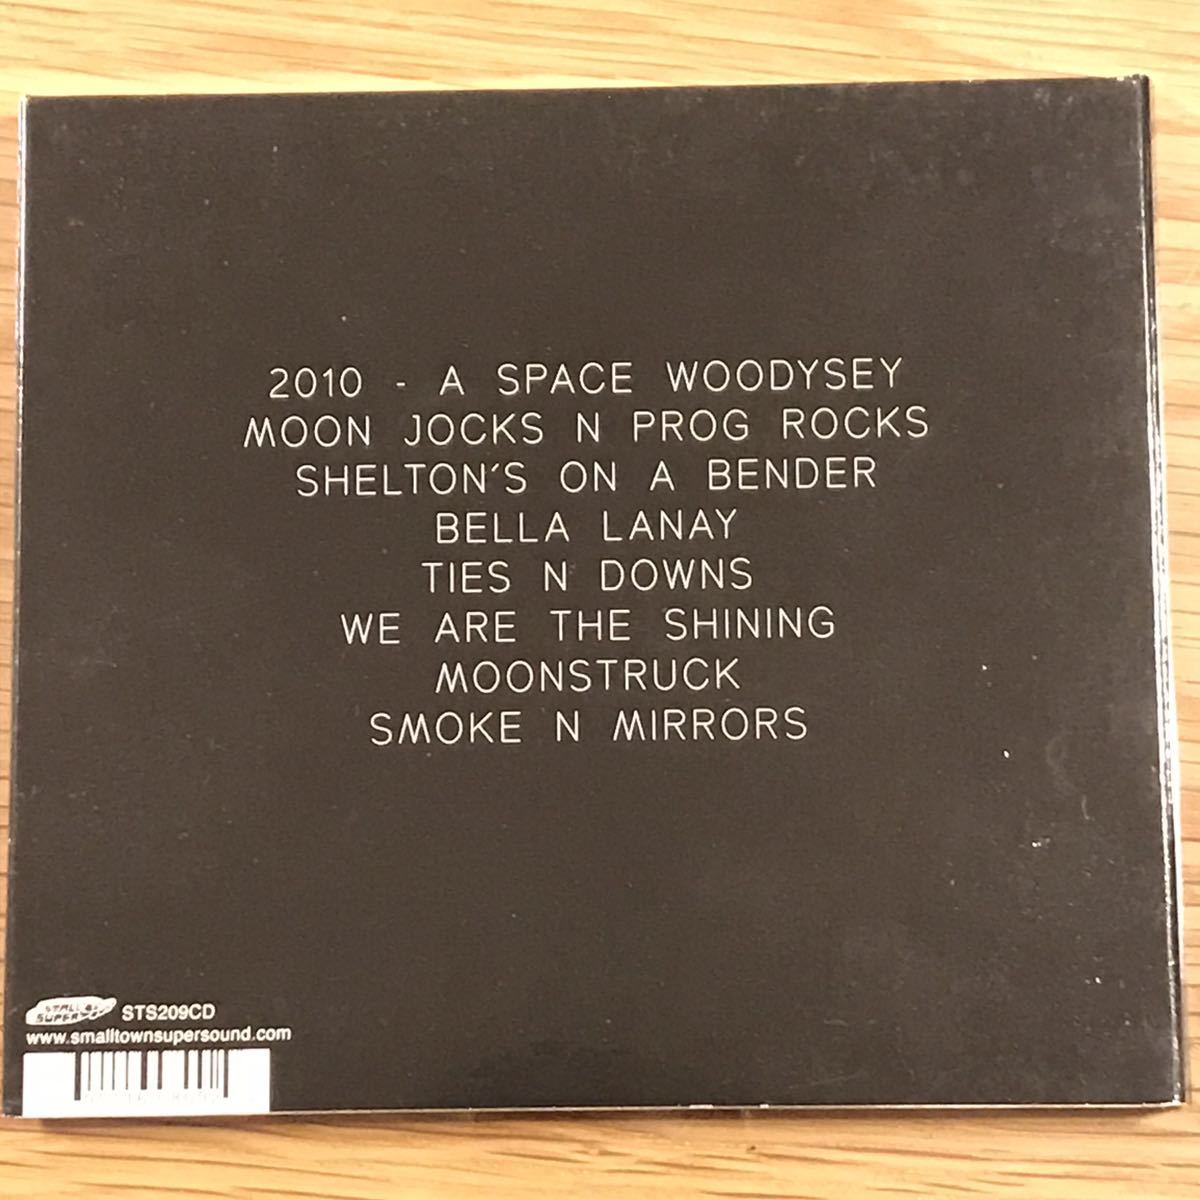 2010 - A SPACE WOODYSEY
MOON JOCKS N PROG ROCKS
SHELTON'S ON A BENDER
BELLA LANAY
TIES N DOWNS
WE ARE THE SHINING
MOONSTRUCK
SMOKE N MIRRORS
STS209CD
www.smalltownsupersound.com